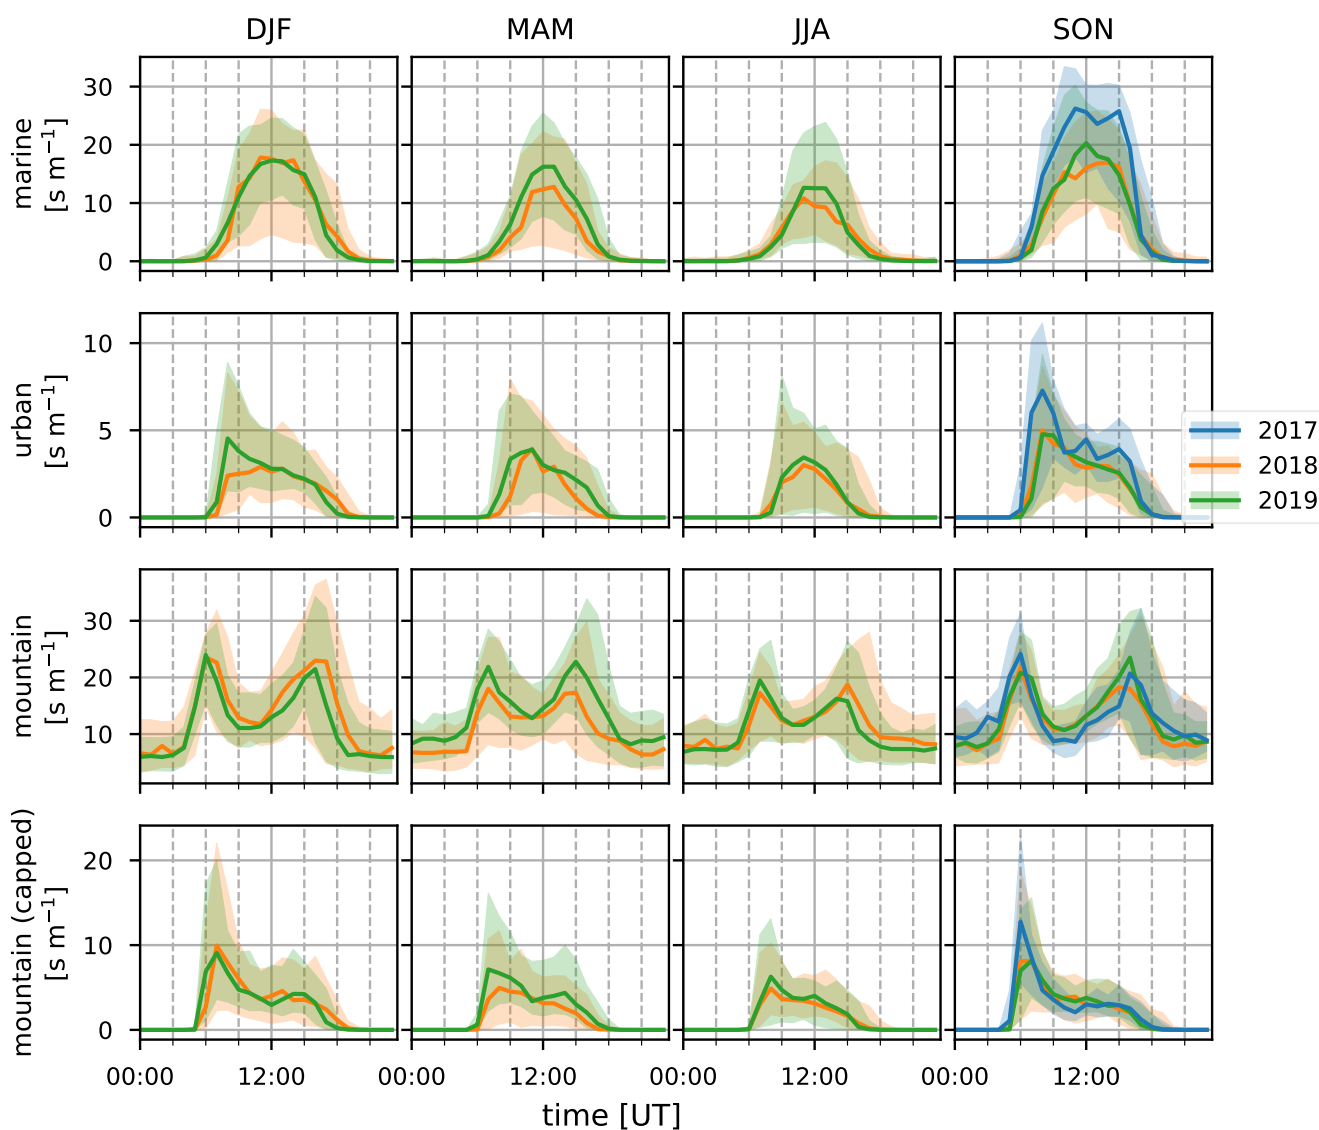 DJF MAM JJA SON
marine
[s m⁻¹]
30
20
10
0
urban
[s m⁻¹]
10
5
0
2017
2018
2019
mountain
[s m⁻¹]
30
20
10
mountain (capped)
[s m⁻¹]
20
10
0
00:00 12:00 00:00 12:00 00:00 12:00 00:00 12:00
time [UT]